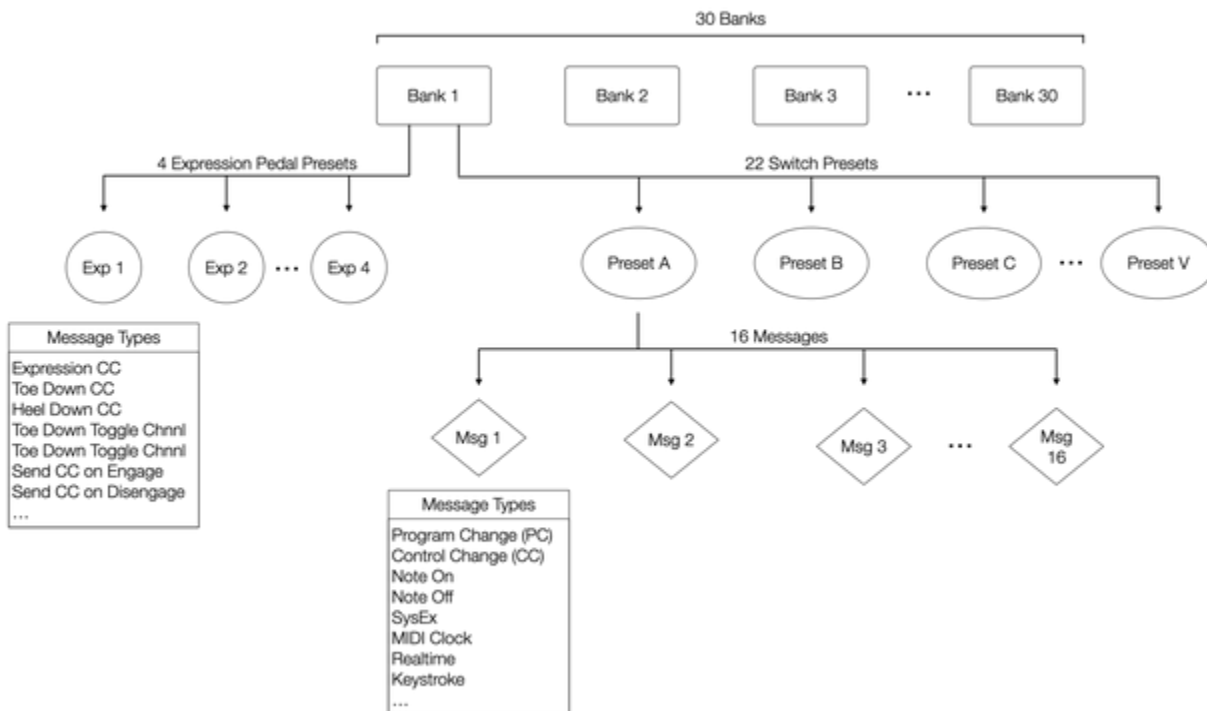 30 Banks
Bank 1
Bank 2
Bank 3
...
Bank 30
4 Expression Pedal Presets
22 Switch Presets
Exp 1
Exp 2
...
Exp 4
Preset A
Preset B
Preset C
...
Preset V
Message Types
Expression CC
Toe Down CC
Heel Down CC
Toe Down Toggle Chnnl
Toe Down Toggle Chnnl
Send CC on Engage
Send CC on Disengage
...
16 Messages
Msg 1
Msg 2
Msg 3
...
Msg
16
Message Types
Program Change (PC)
Control Change (CC)
Note On
Note Off
SysEx
MIDI Clock
Realtime
Keystroke
...